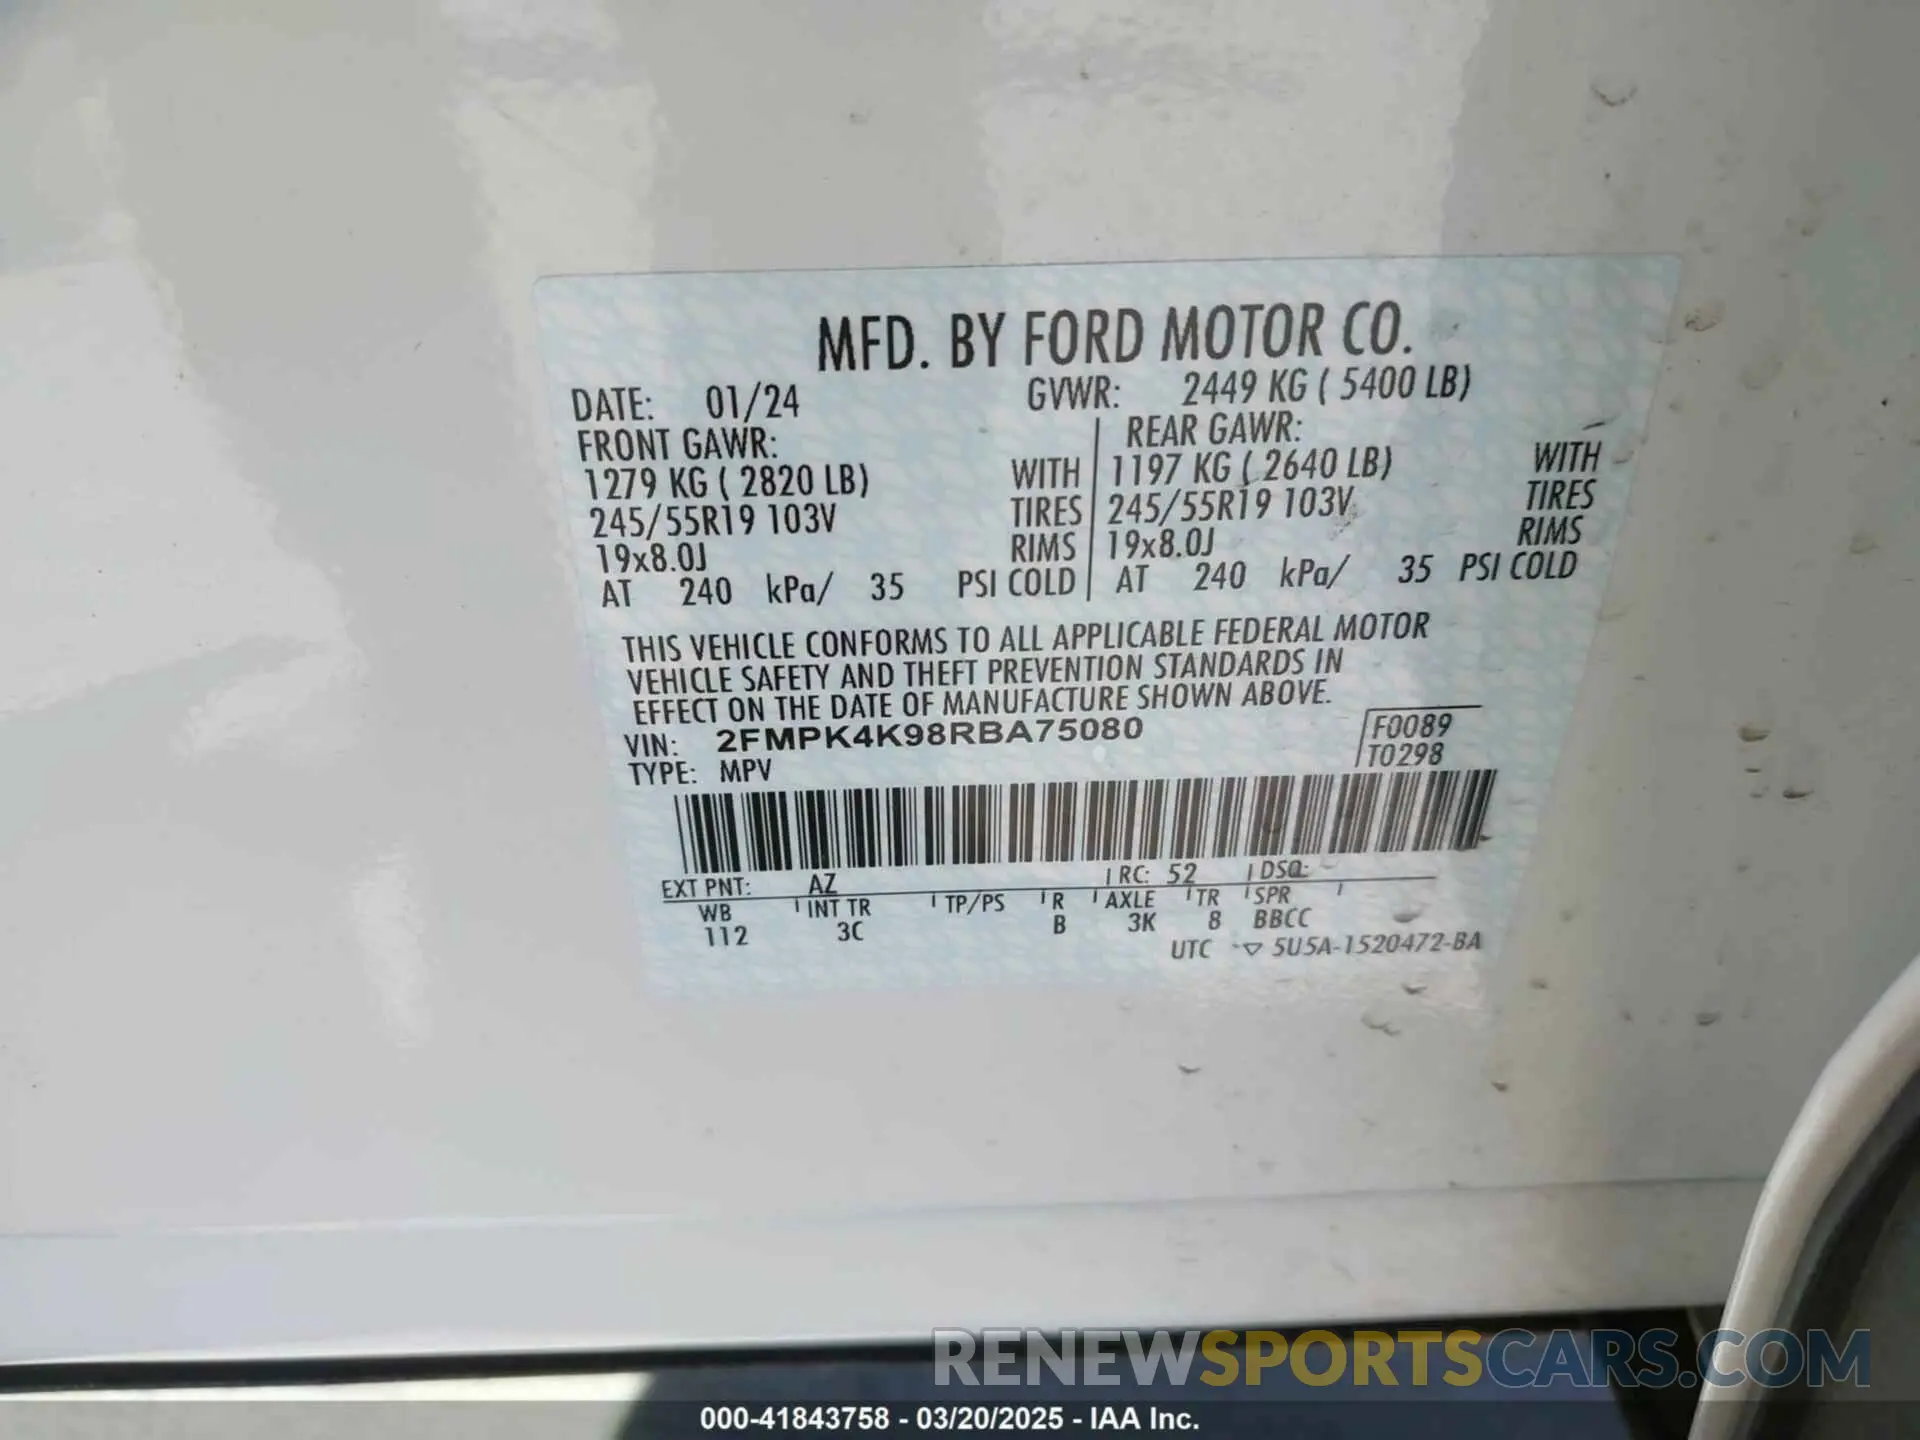 MFD. BY FORD MOTOR CO.
DATE: 01/24 GVWR: 2449 KG ( 5400 LB)
FRONT GAWR: REAR GAWR:
1279 KG ( 2820 LB) WITH 1197 KG ( 2640 LB) WITH
245/55R19 103V TIRES 245/55R19 103V TIRES
19x8.0J RIMS 19x8.0J RIMS
AT 240 kPa/ 35 PSI COLD AT 240 kPa/ 35 PSI COLD
THIS VEHICLE CONFORMS TO ALL APPLICABLE FEDERAL MOTOR
VEHICLE SAFETY AND THEFT PREVENTION STANDARDS IN
EFFECT ON THE DATE OF MANUFACTURE SHOWN ABOVE.
VIN: 2FMPK4K98RBA75080 F0089
TYPE: MPV T0298
EXT PNT: AZ RC: 52 DSO:
WB INT TR TP/PS R AXLE TR SPR
112 3C B 3K 8 BBCC
UTC 5U5A-1520472-BA
RENEWSPORTSCARS.COM
000-41843758 - 03/20/2025 - IAA Inc.